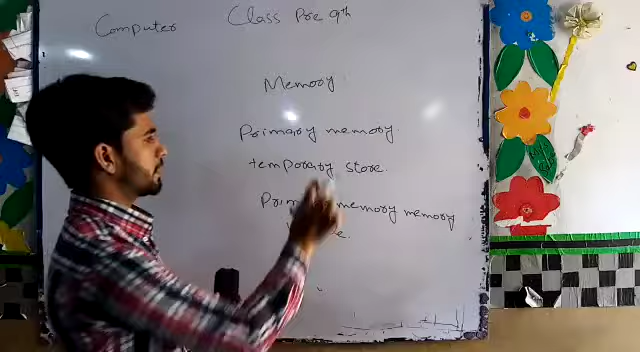 Computer Class Pre 9th
Memory
Primary memory
temporary store.
memory memory